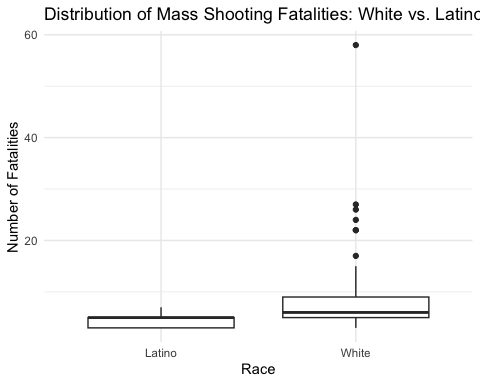 Distribution of Mass Shooting Fatalities: White vs. Latino
60
40
20
Number of Fatalities
Latino White
Race